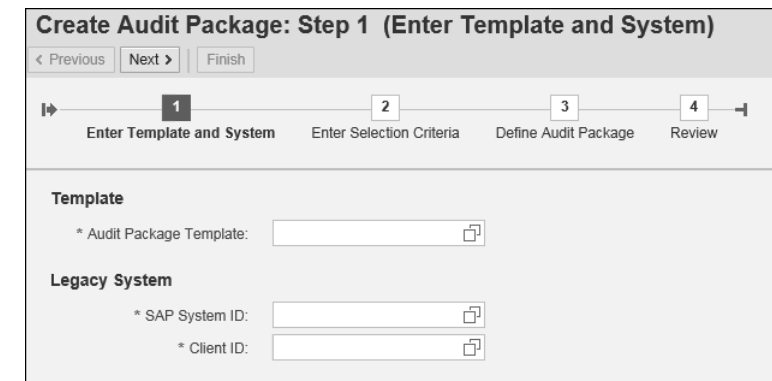 Create Audit Package: Step 1 (Enter Template and System)
< Previous Next > Finish
1 2 3 4
Enter Template and System Enter Selection Criteria Define Audit Package Review
Template
* Audit Package Template:
Legacy System
* SAP System ID:
* Client ID: